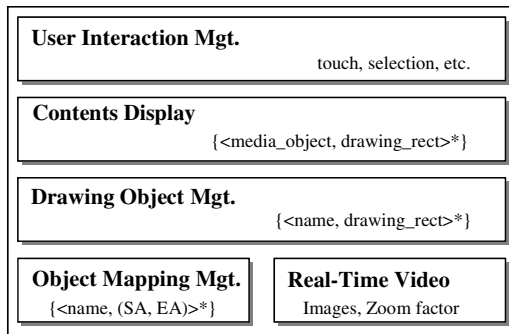 User Interaction Mgt.
touch, selection, etc.
Contents Display
{<media_object, drawing_rect>*}
Drawing Object Mgt.
{<name, drawing_rect>*}
Object Mapping Mgt.
{<name, (SA, EA)>*}
Real-Time Video
Images, Zoom factor